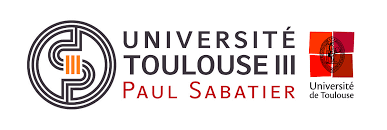 UNIVERSITÉ
TOULOUSE III
PAUL SABATIER
Université
de Toulouse